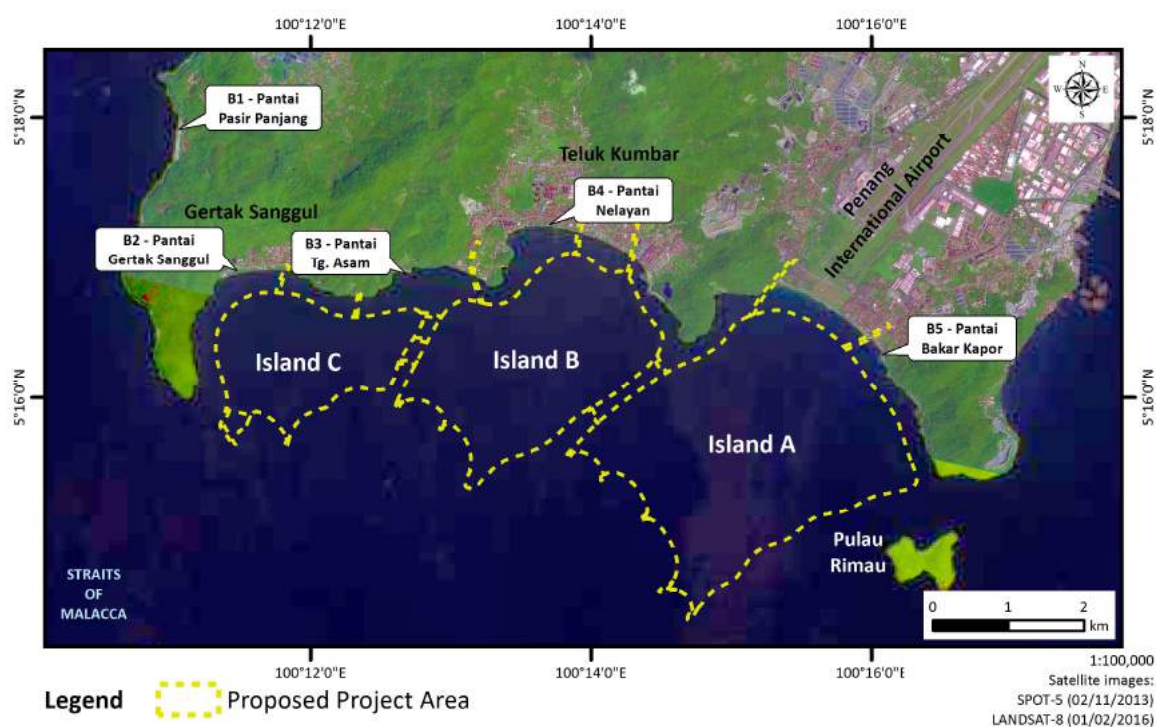 100°12'0"E
100°14'0"E
100°16'0"E
N
W
E
S
5°18'0"N
5°18'0"N
B1 - Pantai
Pasir Panjang
Teluk Kumbar
Penang
International Airport
B4 - Pantai
Nelayan
Gertak Sanggul
B2 - Pantai
Gertak Sanggul
B3 - Pantai
Tg. Asam
B5 - Pantai
Bakar Kapor
Island C
Island B
Island A
5°16'0"N
5°16'0"N
Pulau
Rimau
STRAITS
OF
MALACCA
0 1 2
km
100°12'0"E
100°14'0"E
100°16'0"E
1:100,000
Legend
Proposed Project Area
Satellite images:
SPOT-5 (02/11/2013)
LANDSAT-8 (01/02/2016)